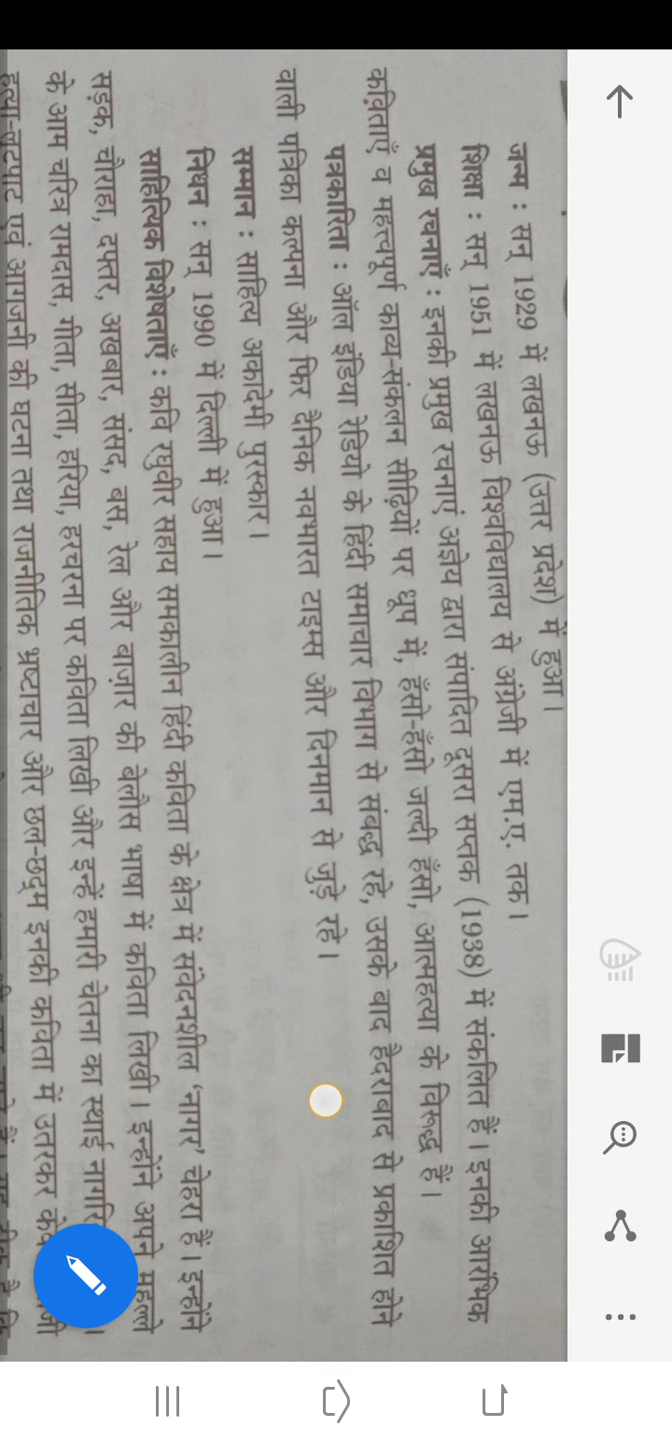 जन्म : सन् 1929 में लखनऊ (उत्तर प्रदेश) में हुआ।
शिक्षा : सन् 1951 में लखनऊ विश्वविद्यालय से अंग्रेजी में एम.ए. तक।
प्रमुख रचनाएँ : इनकी प्रमुख रचनाएं अज्ञेय द्वारा संपादित दूसरा सप्तक (1938) में संकलित हैं। इनकी आरंभिक
कविताएँ व महत्त्वपूर्ण काव्य-संकलन सीढ़ियों पर धूप में, हँसो-हँसो जल्दी हँसो, आत्महत्या के विरुद्ध हैं।
पत्रकारिता : ऑल इंडिया रेडियो के हिंदी समाचार विभाग से संबद्ध रहे, उसके बाद हैदराबाद से प्रकाशित होने
वाली पत्रिका कल्पना और फिर दैनिक नवभारत टाइम्स और दिनमान से जुड़े रहे।
सम्मान : साहित्य अकादेमी पुरस्कार।
निधन : सन् 1990 में दिल्ली में हुआ।
साहित्यिक विशेषताएँ : कवि रघुवीर सहाय समकालीन हिंदी कविता के क्षेत्र में संवेदनशील 'नागर' चेहरा हैं। इन्होंने
सड़क, चौराहा, दफ्तर, अखबार, संसद, बस, रेल और बाज़ार की बेलौस भाषा में कविता लिखी। इन्होंने अपने महल्ले
के आम चरित्र रामदास, गीता, सीता, हरिया, हरचरना पर कविता लिखी और इन्हें हमारी चेतना का स्थाई
हत्या-लूटपाट एवं आगजनी की घटना तथा राजनीतिक भ्रष्टाचार और छल-छद्म इनकी कविता में उतरकर